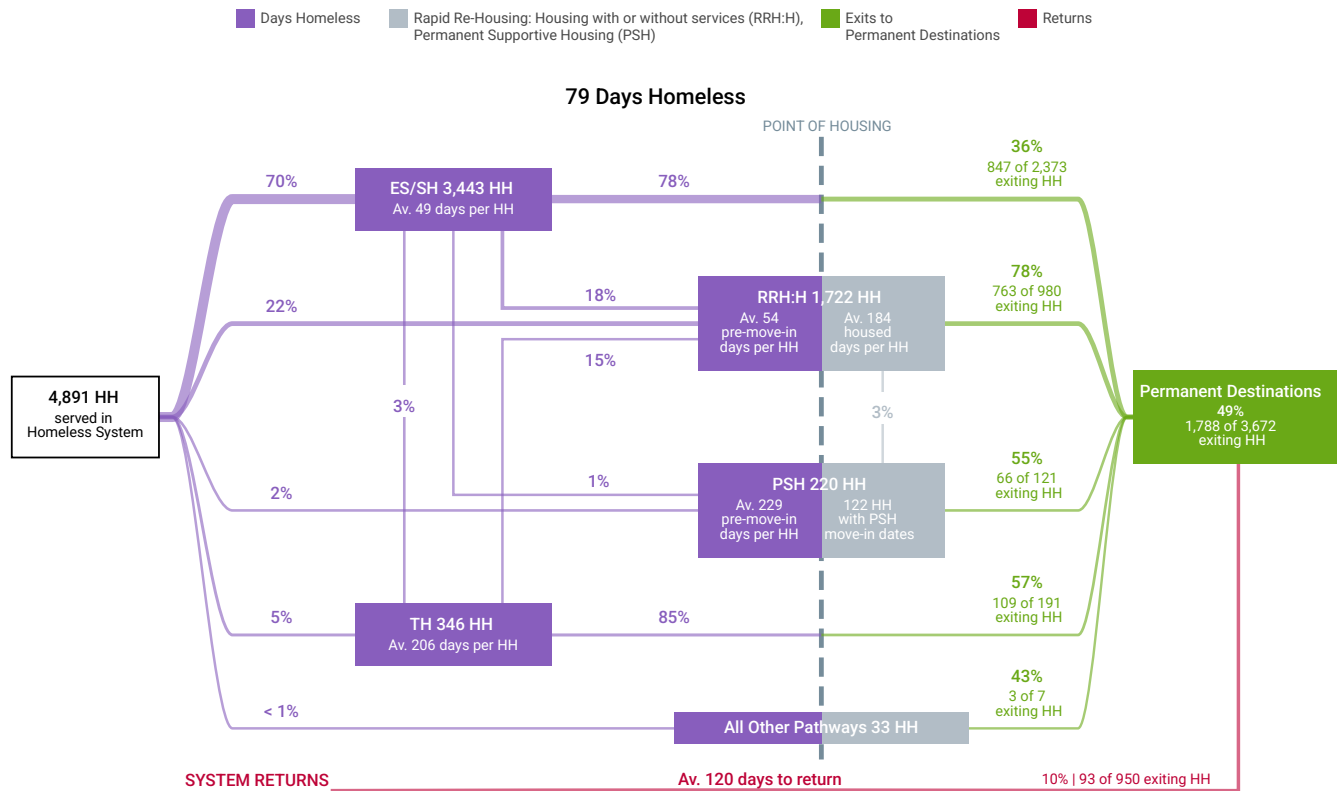 Days Homeless
Rapid Re-Housing: Housing with or without services (RRH:H),
Permanent Supportive Housing (PSH)
Exits to
Permanent Destinations
Returns
79 Days Homeless
POINT OF HOUSING
70%
ES/SH 3,443 HH
Av. 49 days per HH
78%
36%
847 of 2,373
exiting HH
22%
18%
RRH:H 1,722 HH
Av. 54
pre-move-in
days per HH
Av. 184
housed
days per HH
78%
763 of 980
exiting HH
15%
4,891 HH
served in
Homeless System
3%
3%
Permanent Destinations
49%
1,788 of 3,672
exiting HH
2%
1%
PSH 220 HH
Av. 229
pre-move-in
days per HH
122 HH
with PSH
move-in dates
55%
66 of 121
exiting HH
5%
TH 346 HH
Av. 206 days per HH
85%
57%
109 of 191
exiting HH
< 1%
All Other Pathways 33 HH
43%
3 of 7
exiting HH
SYSTEM RETURNS
Av. 120 days to return
10% | 93 of 950 exiting HH